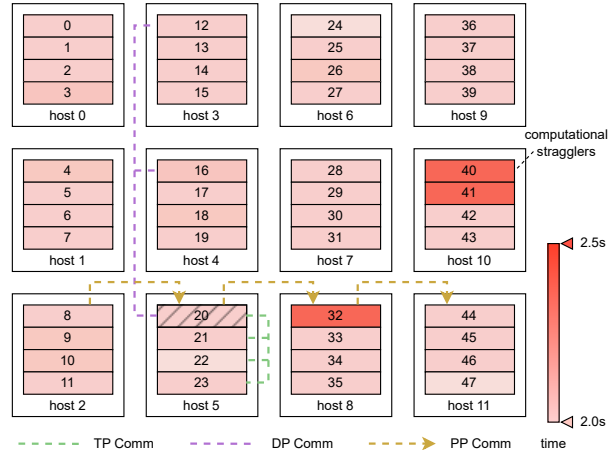 0 12 24 36
1 13 25 37
2 14 26 38
3 15 27 39
host 0 host 3 host 6 host 9
computational
stragglers
4 16 28 40
5 17 29 41
6 18 30 42
7 19 31 43
host 1 host 4 host 7 host 10
2.5s
8 20 32 44
9 21 33 45
10 22 34 46
11 23 35 47
host 2 host 5 host 8 host 11
2.0s
TP Comm DP Comm PP Comm time